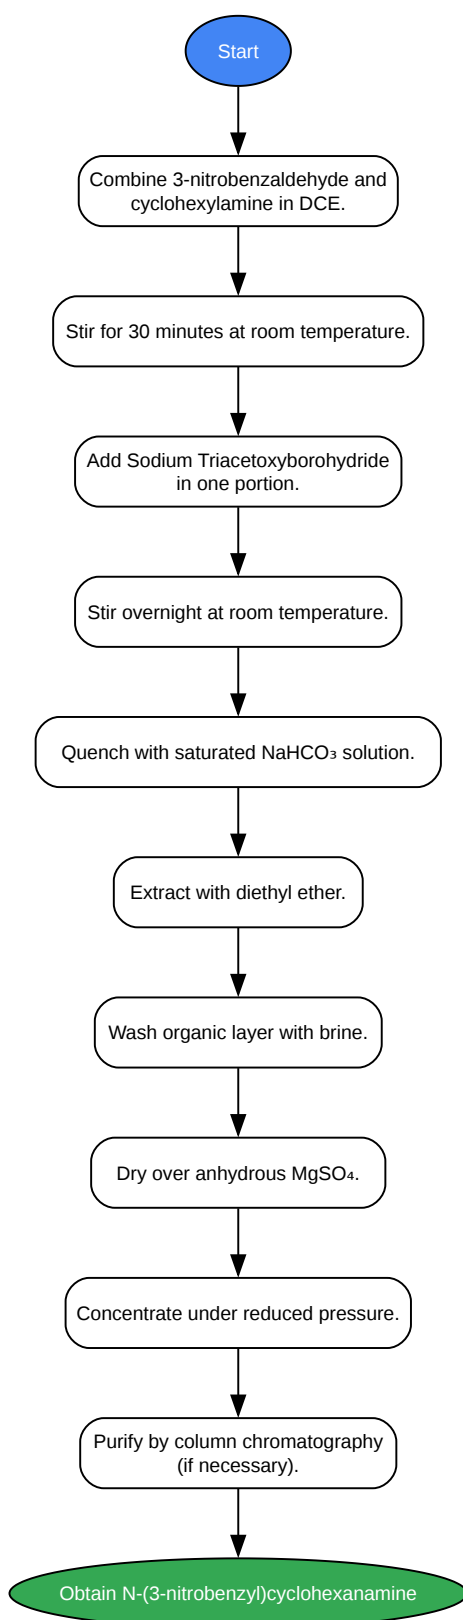 Start
Combine 3-nitrobenzaldehyde and
cyclohexylamine in DCE.
Stir for 30 minutes at room temperature.
Add Sodium Triacetoxyborohydride
in one portion.
Stir overnight at room temperature.
Quench with saturated NaHCO₃ solution.
Extract with diethyl ether.
Wash organic layer with brine.
Dry over anhydrous MgSO₄.
Concentrate under reduced pressure.
Purify by column chromatography
(if necessary).
Obtain N-(3-nitrobenzyl)cyclohexanamine